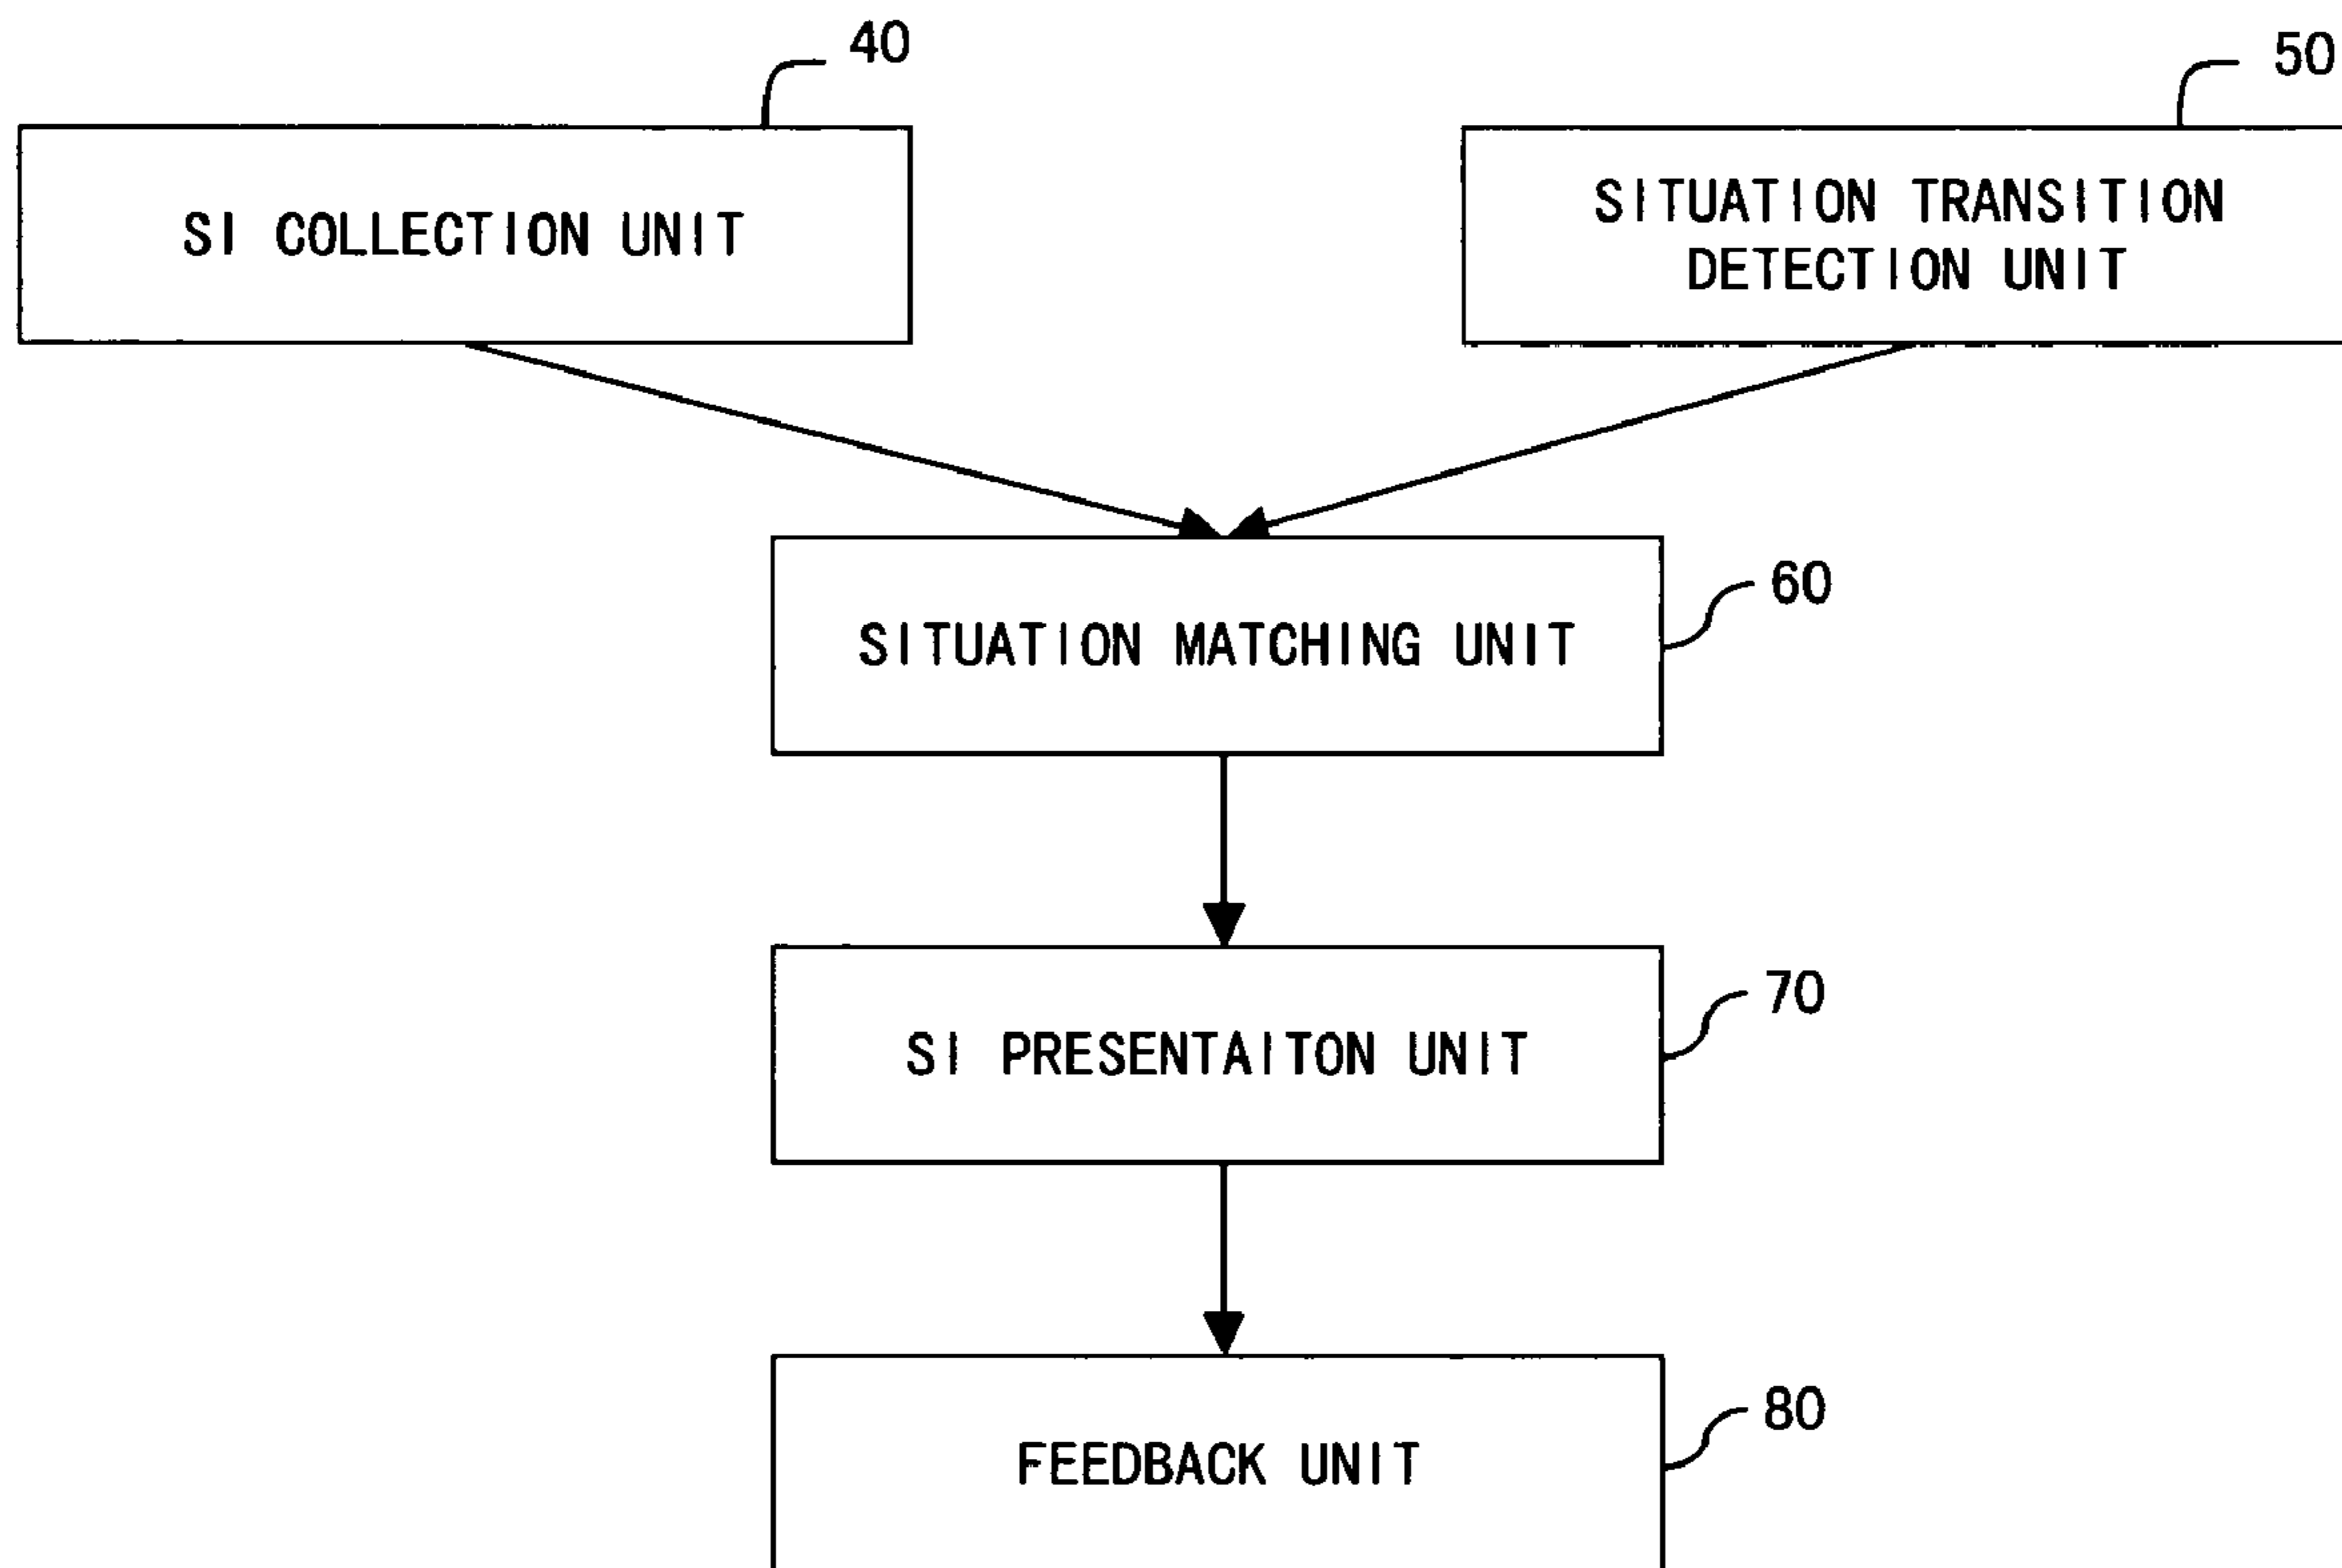 40
50
SI COLLECTION UNIT
SITUATION TRANSITION
DETECTION UNIT
60
SITUATION MATCHING UNIT
70
SI PRESENTAITON UNIT
80
FEEDBACK UNIT